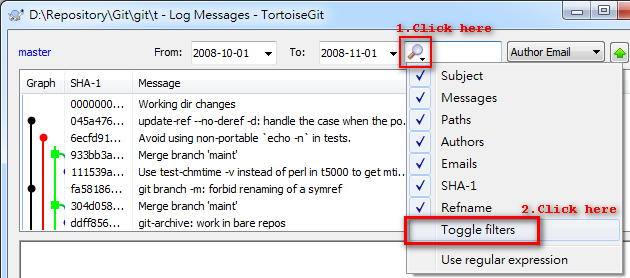 D:\Repository\Git\git\t - Log Messages - TortoiseGit
1.Click here
master From: 2008-10-01 To: 2008-11-01 Author Email
Graph SHA-1 Message
0000000... Working dir changes
045a476... update-ref --no-deref -d: handle the case when the po...
6ecfd91... Avoid using non-portable `echo -n` in tests.
933bb3a... Merge branch 'maint'
111539a... Use test-chmtime -v instead of perl in t5000 to get mti...
fa58186... git branch -m: forbid renaming of a symref
304d058... Merge branch 'maint'
ddff856... git-archive: work in bare repos
Subject
Messages
Paths
Authors
Emails
SHA-1
Refname
2.Click here
Toggle filters
Use regular expression